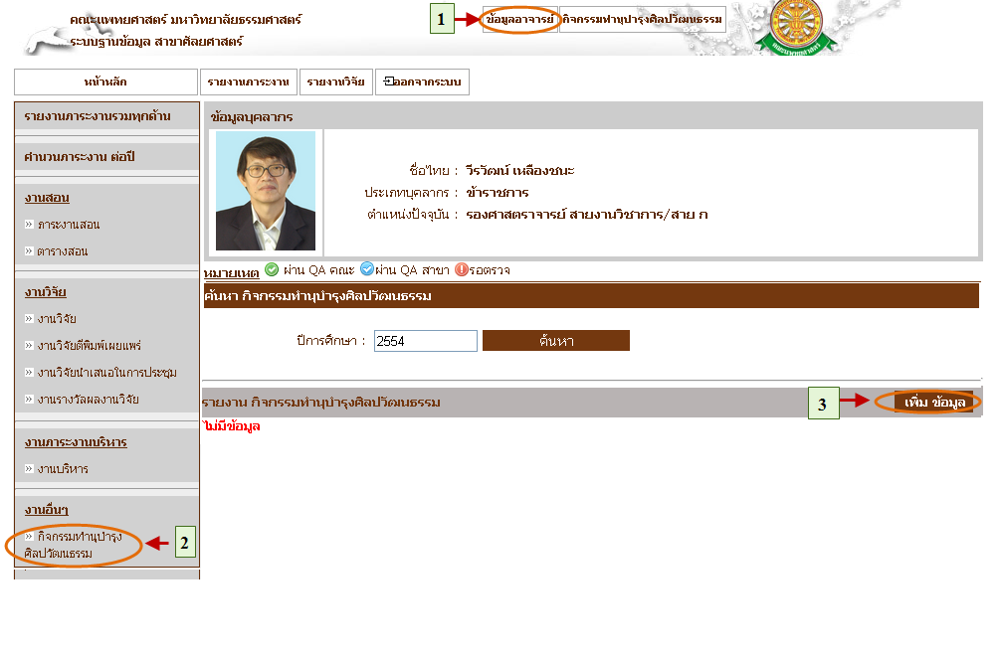 คณะแพทยศาสตร์ มหาวิทยาลัยธรรมศาสตร์
ระบบฐานข้อมูล สาขาศัลยศาสตร์
1
ข้อมูลอาจารย์
กิจกรรมทำนุบำรุงศิลปวัฒนธรรม
หน้าหลัก
รายงานภาระงาน
รายงานวิจัย
ออกจากระบบ
รายงานภาระงานรวมทุกด้าน
คำนวนภาระงาน ต่อปี
งานสอน
» ภาระงานสอน
» ตารางสอน
งานวิจัย
» งานวิจัย
» งานวิจัยตีพิมพ์เผยแพร่
» งานวิจัยนำเสนอในการประชุม
» งานรางวัลผลงานวิจัย
งานภาระงานบริหาร
» งานบริหาร
งานอื่นๆ
» กิจกรรมทำนุบำรุง
ศิลปวัฒนธรรม
2
ข้อมูลบุคลากร
ชื่อไทย : วีรวัฒน์ เหลืองชนะ
ประเภทบุคลากร : ข้าราชการ
ตำแหน่งปัจจุบัน : รองศาสตราจารย์ สายงานวิชาการ/สาย ก
หมายเหตุ ผ่าน QA คณะ ผ่าน QA สาขา รอตรวจ
ค้นหา กิจกรรมทำนุบำรุงศิลปวัฒนธรรม
ปีการศึกษา : 2554 ค้นหา
รายงาน กิจกรรมทำนุบำรุงศิลปวัฒนธรรม
3
เพิ่ม ข้อมูล
ไม่มีข้อมูล